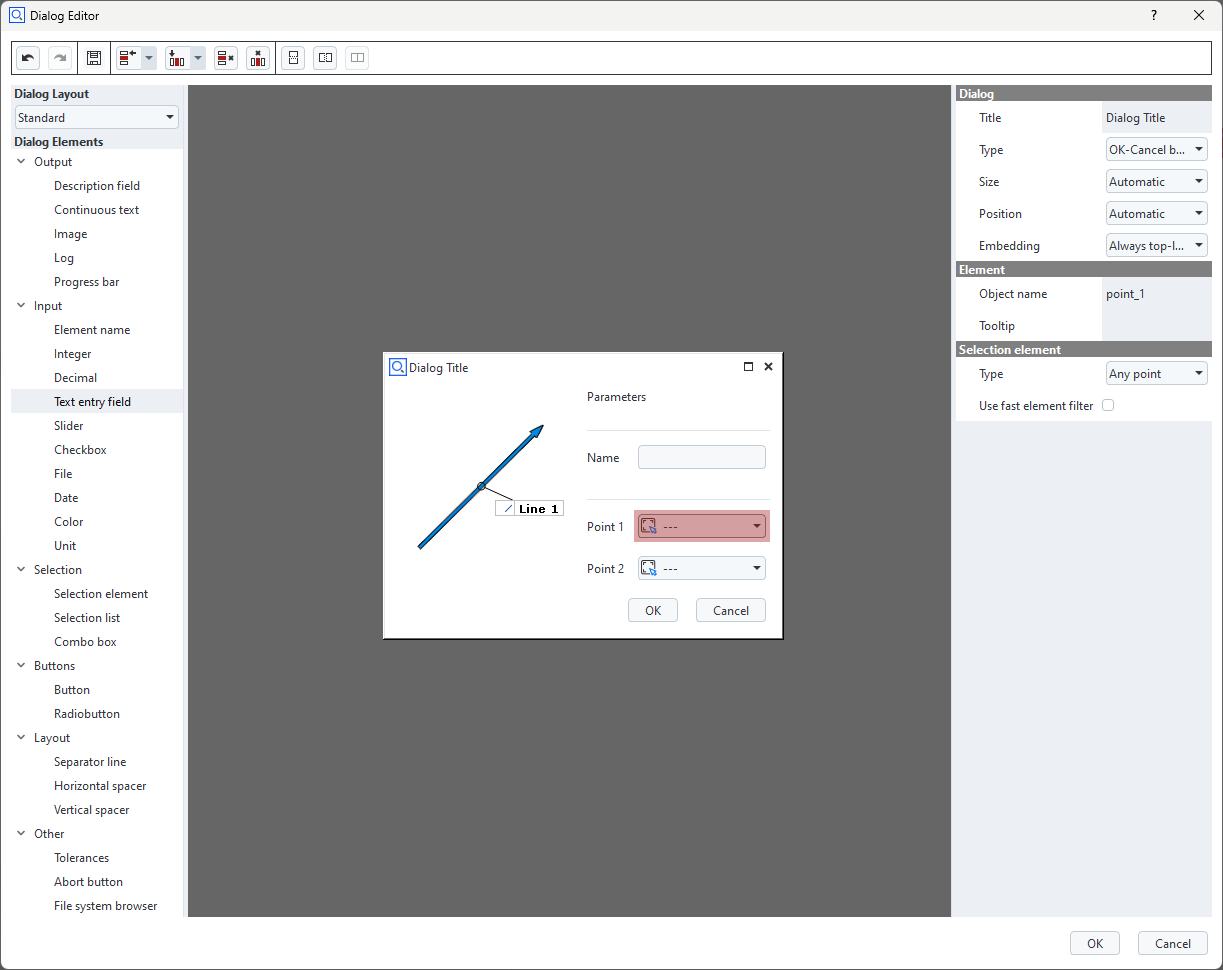 Dialog Editor
?
Dialog Layout
Standard
Dialog Elements
Output
Description field
Continuous text
Image
Log
Progress bar
Input
Element name
Integer
Decimal
Text entry field
Slider
Checkbox
File
Date
Color
Unit
Selection
Selection element
Selection list
Combo box
Buttons
Button
Radiobutton
Layout
Separator line
Horizontal spacer
Vertical spacer
Other
Tolerances
Abort button
File system browser
Dialog Title
Parameters
Name
Line 1
Point 1 ---
Point 2 ---
OK Cancel
Dialog
Title Dialog Title
Type OK-Cancel b...
Size Automatic
Position Automatic
Embedding Always top-l...
Element
Object name point_1
Tooltip
Selection element
Type Any point
Use fast element filter
OK Cancel